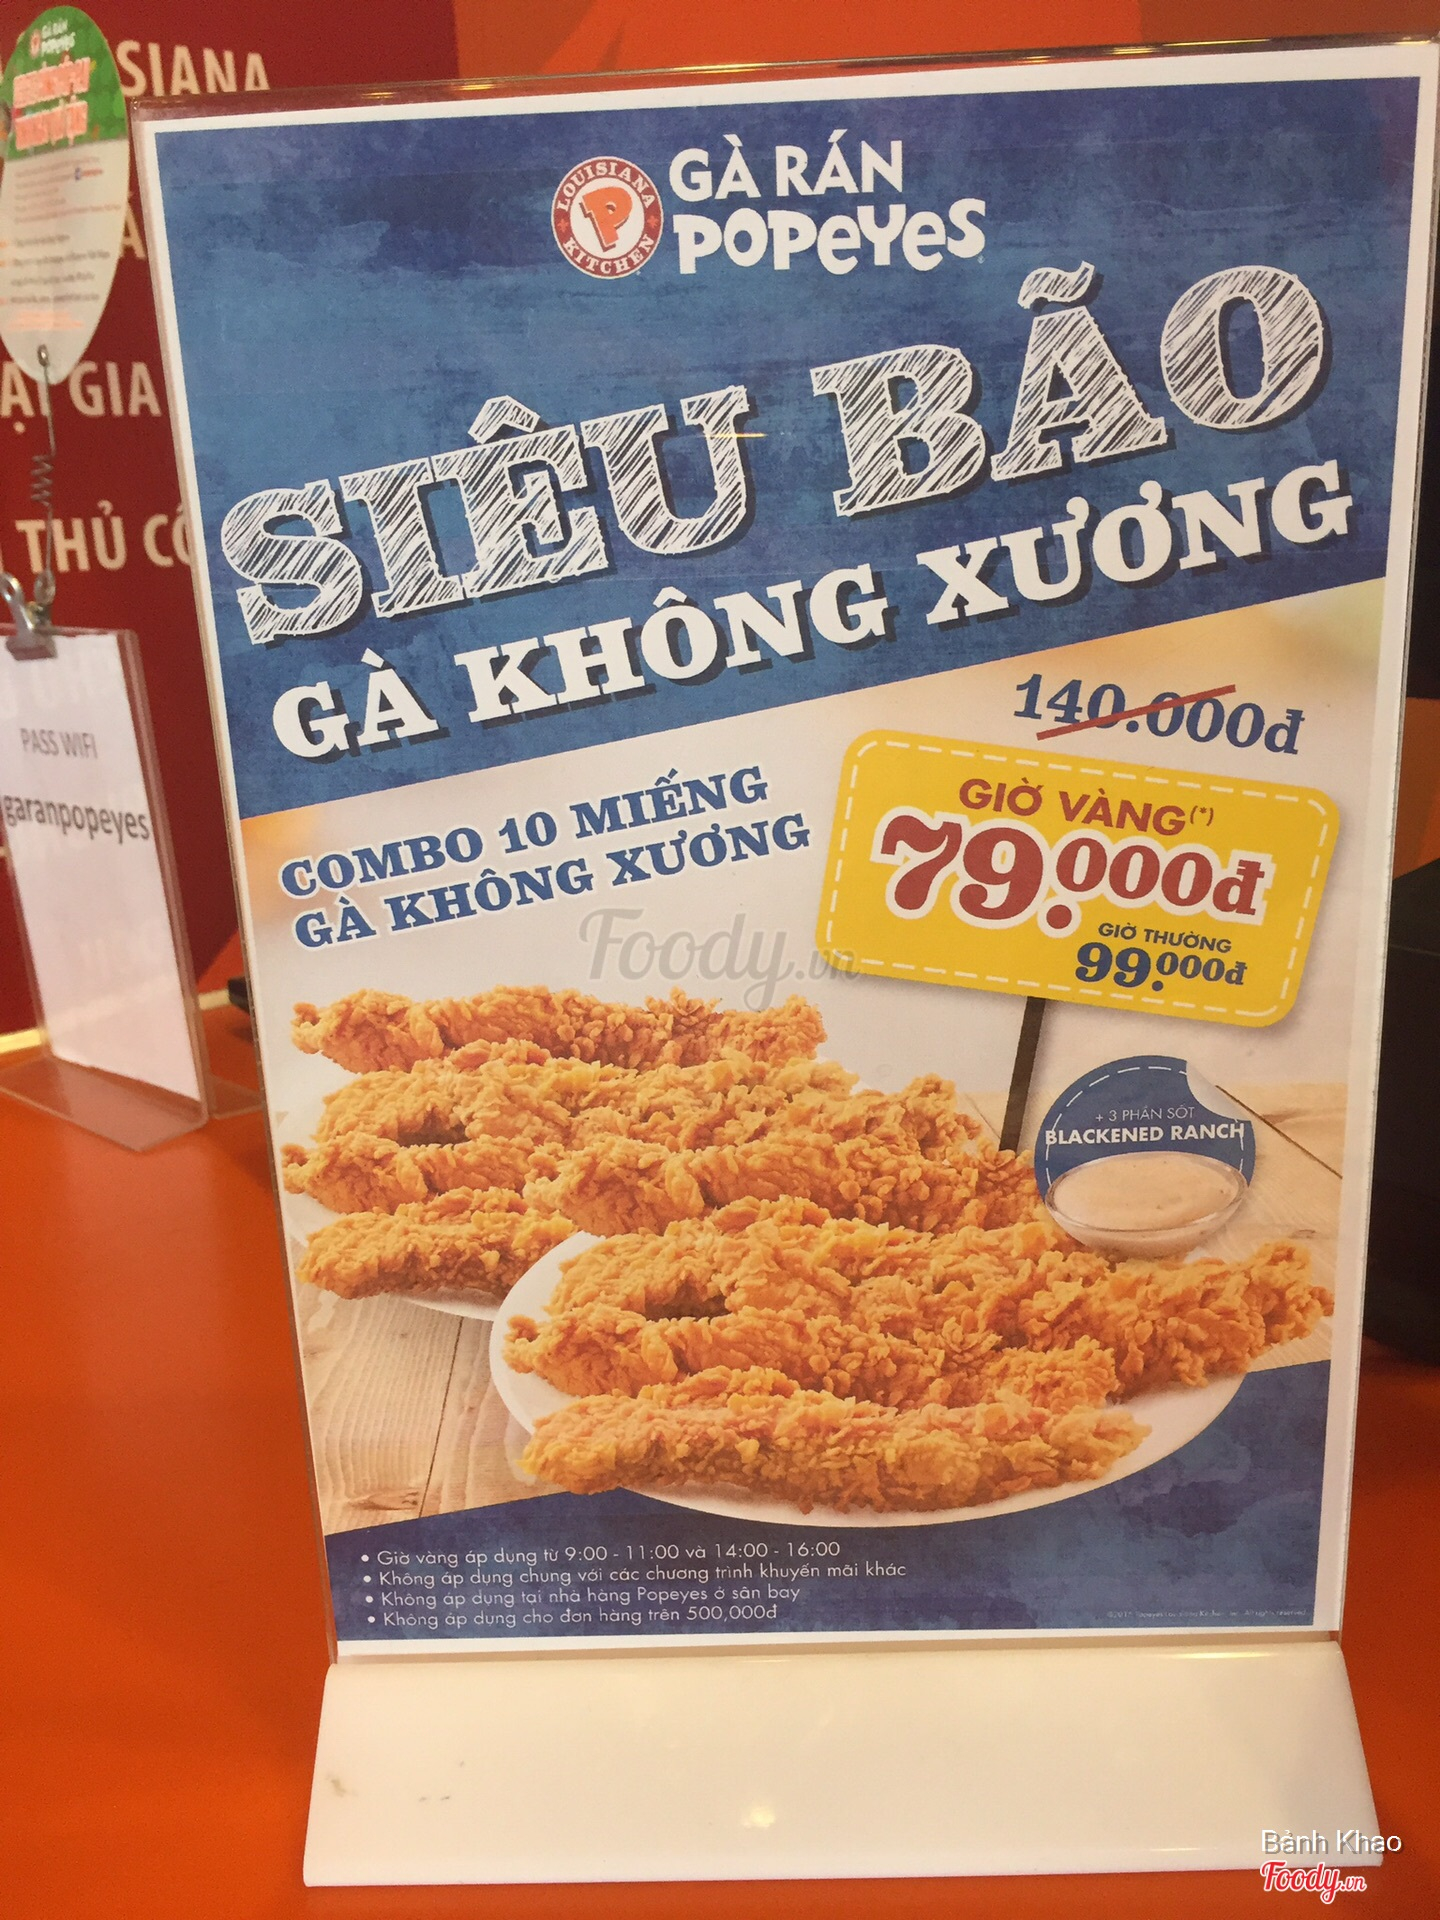 SIANA
ẠI GIA
THỦ CÔ
PASS WIFI
garanpopeyes
LOUISIANA
KITCHEN
GÀ RÁN
POPEYES
SIÊU BÃO
GÀ KHÔNG XƯƠNG
140.000đ
COMBO 10 MIẾNG
GÀ KHÔNG XƯƠNG
GIỜ VÀNG(*)
79.000đ
GIỜ THƯỜNG
99.000đ
Foody.vn
+ 3 PHẦN SỐT
BLACKENED RANCH
• Giờ vàng áp dụng từ 9:00 - 11:00 và 14:00 - 16:00
• Không áp dụng chung với các chương trình khuyến mãi khác
• Không áp dụng tại nhà hàng Popeyes ở sân bay
• Không áp dụng cho đơn hàng trên 500,000đ
Bảnh Khao
Foody.vn